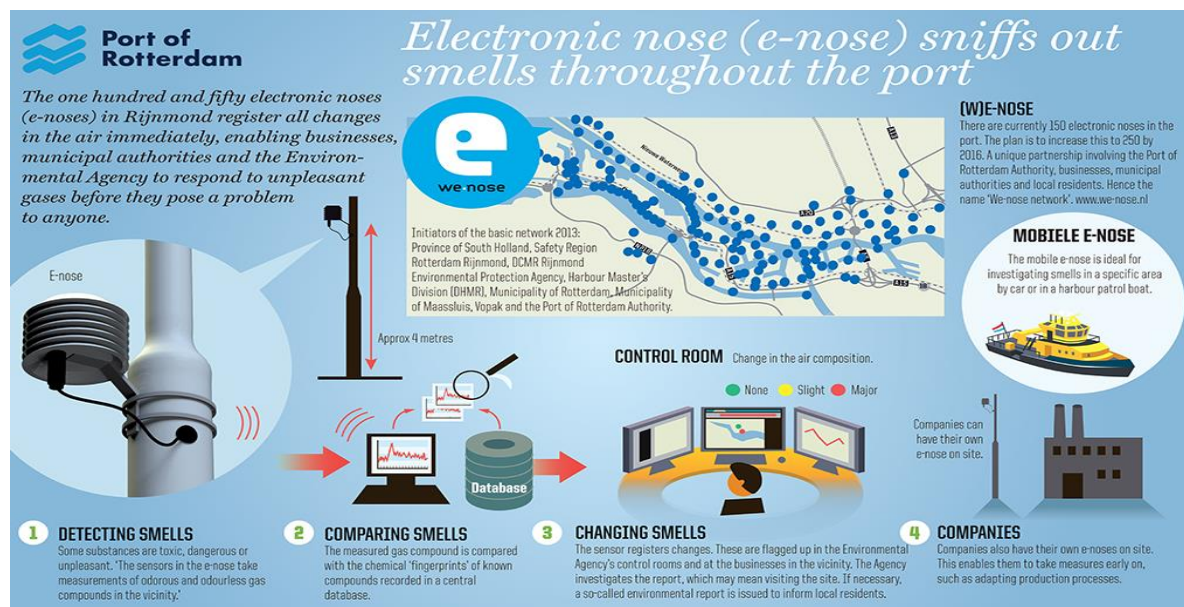 Port of
Rotterdam
Electronic nose (e-nose) sniffs out
smells throughout the port
The one hundred and fifty electronic noses
(e-noses) in Rijnmond register all changes
in the air immediately, enabling businesses,
municipal authorities and the Environ-
mental Agency to respond to unpleasant
gases before they pose a problem
to anyone.
e
we·nose
Nieuwe Waterweg
A20
A13
A15
A15
Initiators of the basic network 2013:
Province of South Holland, Safety Region
Rotterdam Rijnmond, DCMR Rijnmond
Environmental Protection Agency, Harbour Master's
Division (DHMR), Municipality of Rotterdam, Municipality
of Maassluis, Vopak and the Port of Rotterdam Authority.
(W)E-NOSE
There are currently 150 electronic noses in the
port. The plan is to increase this to 250 by
2016. A unique partnership involving the Port of
Rotterdam Authority, businesses, municipal
authorities and local residents. Hence the
name 'We-nose network'. www.we-nose.nl
MOBIELE E-NOSE
The mobile e-nose is ideal for
investigating smells in a specific area
by car or in a harbour patrol boat.
E-nose
Approx 4 metres
CONTROL ROOM Change in the air composition.
None Slight Major
Database
Companies can
have their own
e-nose on site.
1 DETECTING SMELLS
Some substances are toxic, dangerous or
unpleasant. 'The sensors in the e-nose take
measurements of odorous and odourless gas
compounds in the vicinity.'
2 COMPARING SMELLS
The measured gas compound is compared
with the chemical 'fingerprints' of known
compounds recorded in a central
database.
3 CHANGING SMELLS
The sensor registers changes. These are flagged up in the Environmental
Agency's control rooms and at the businesses in the vicinity. The Agency
investigates the report, which may mean visiting the site. If necessary,
a so-called environmental report is issued to inform local residents.
4 COMPANIES
Companies also have their own e-noses on site.
This enables them to take measures early on,
such as adapting production processes.